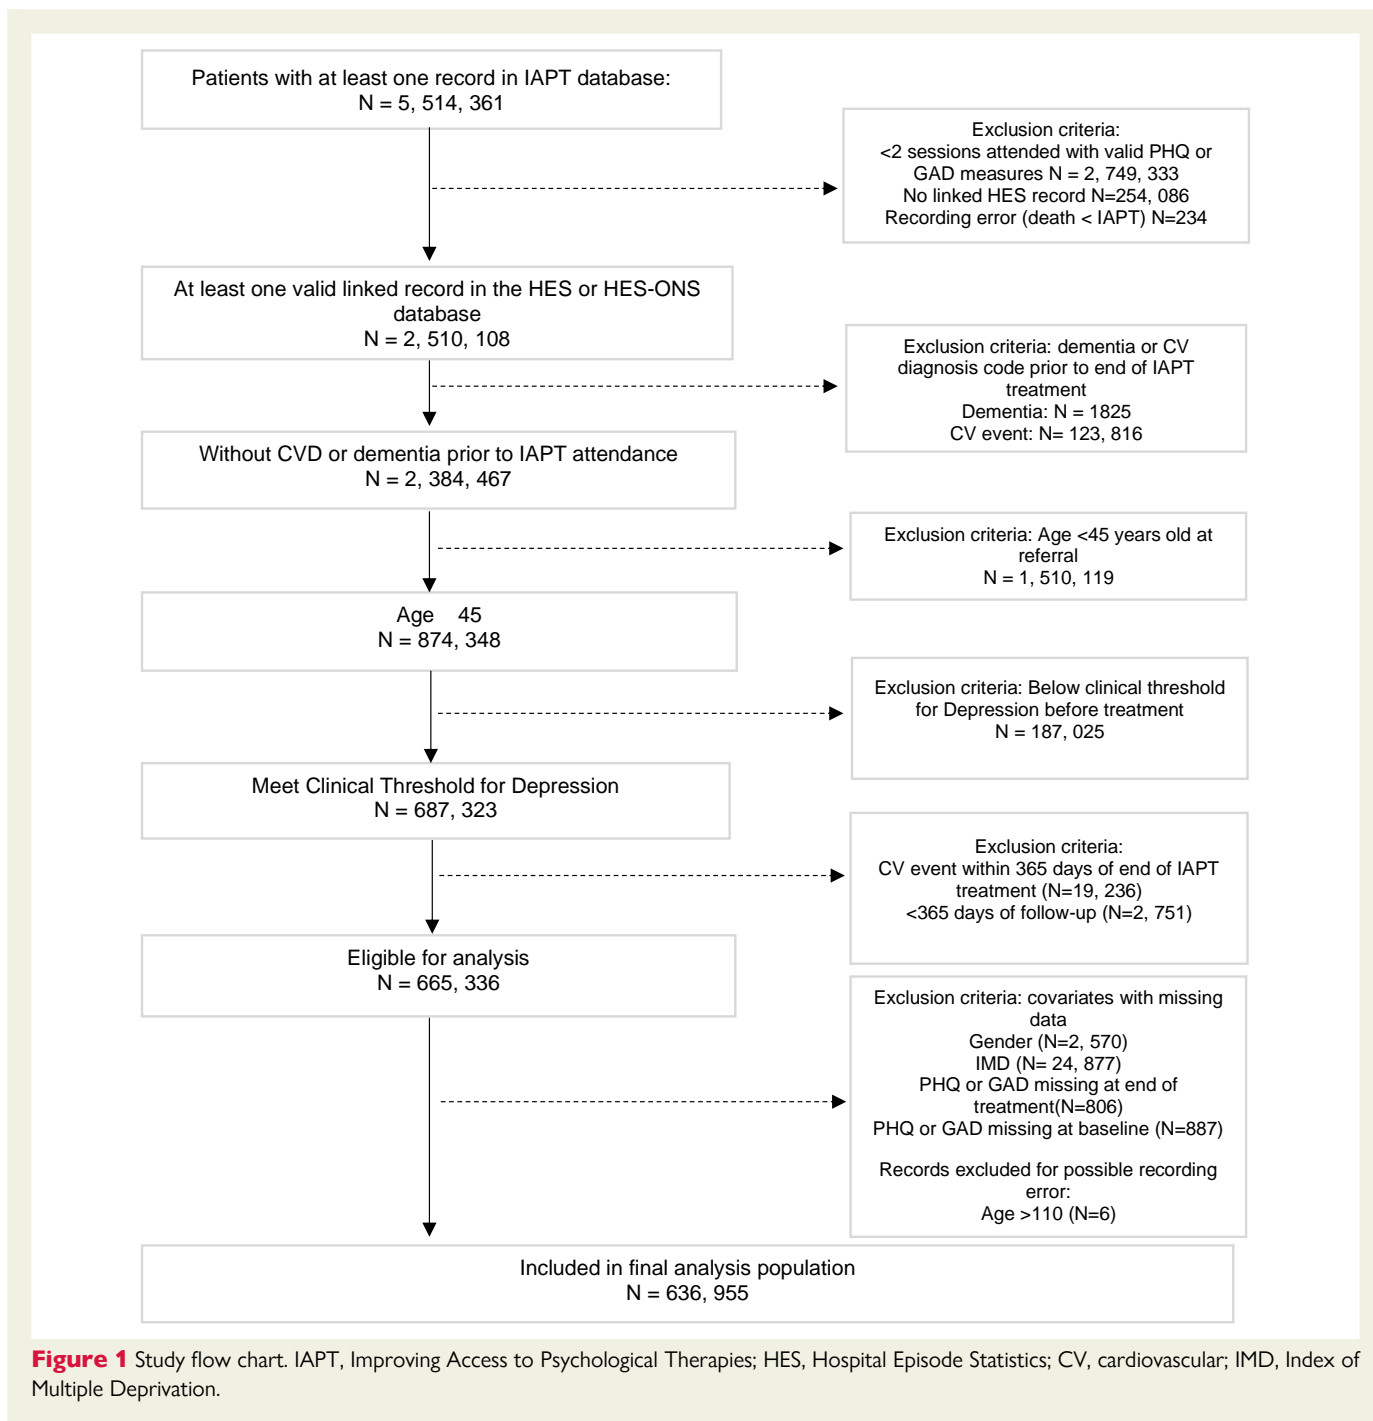 Patients with at least one record in IAPT database:
N = 5, 514, 361
Exclusion criteria:
<2 sessions attended with valid PHQ or
GAD measures N = 2, 749, 333
No linked HES record N=254, 086
Recording error (death < IAPT) N=234
At least one valid linked record in the HES or HES-ONS
database
N = 2, 510, 108
Exclusion criteria: dementia or CV
diagnosis code prior to end of IAPT
treatment
Dementia: N = 1825
CV event: N= 123, 816
Without CVD or dementia prior to IAPT attendance
N = 2, 384, 467
Exclusion criteria: Age <45 years old at
referral
N = 1, 510, 119
Age 45
N = 874, 348
Exclusion criteria: Below clinical threshold
for Depression before treatment
N = 187, 025
Meet Clinical Threshold for Depression
N = 687, 323
Exclusion criteria:
CV event within 365 days of end of IAPT
treatment (N=19, 236)
<365 days of follow-up (N=2, 751)
Eligible for analysis
N = 665, 336
Exclusion criteria: covariates with missing
data
Gender (N=2, 570)
IMD (N= 24, 877)
PHQ or GAD missing at end of
treatment(N=806)
PHQ or GAD missing at baseline (N=887)
Records excluded for possible recording
error:
Age >110 (N=6)
Included in final analysis population
N = 636, 955
Figure 1 Study flow chart. IAPT, Improving Access to Psychological Therapies; HES, Hospital Episode Statistics; CV, cardiovascular; IMD, Index of
Multiple Deprivation.